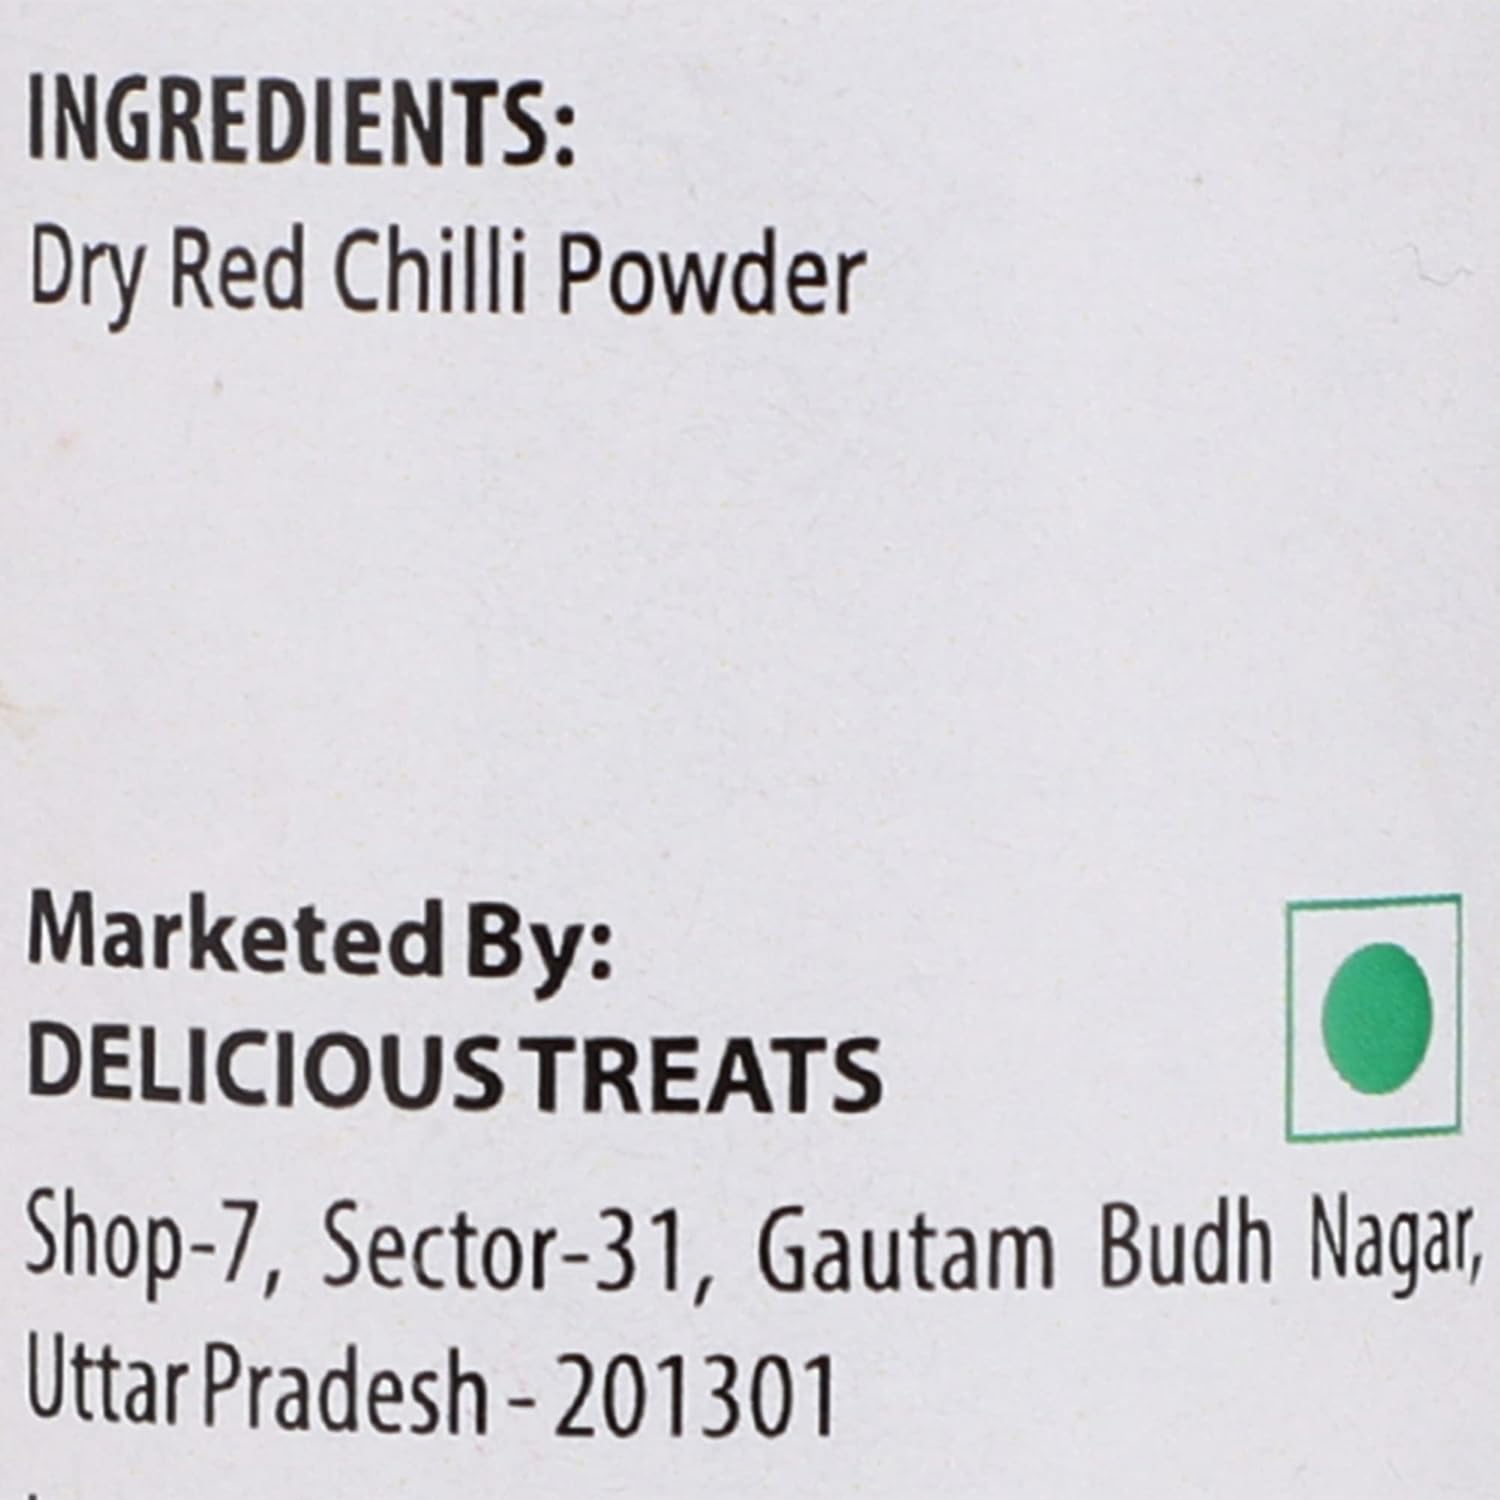 INGREDIENTS:
Dry Red Chilli Powder
Marketed By:
DELICIOUS TREATS
Shop-7, Sector-31, Gautam Budh Nagar,
Uttar Pradesh - 201301